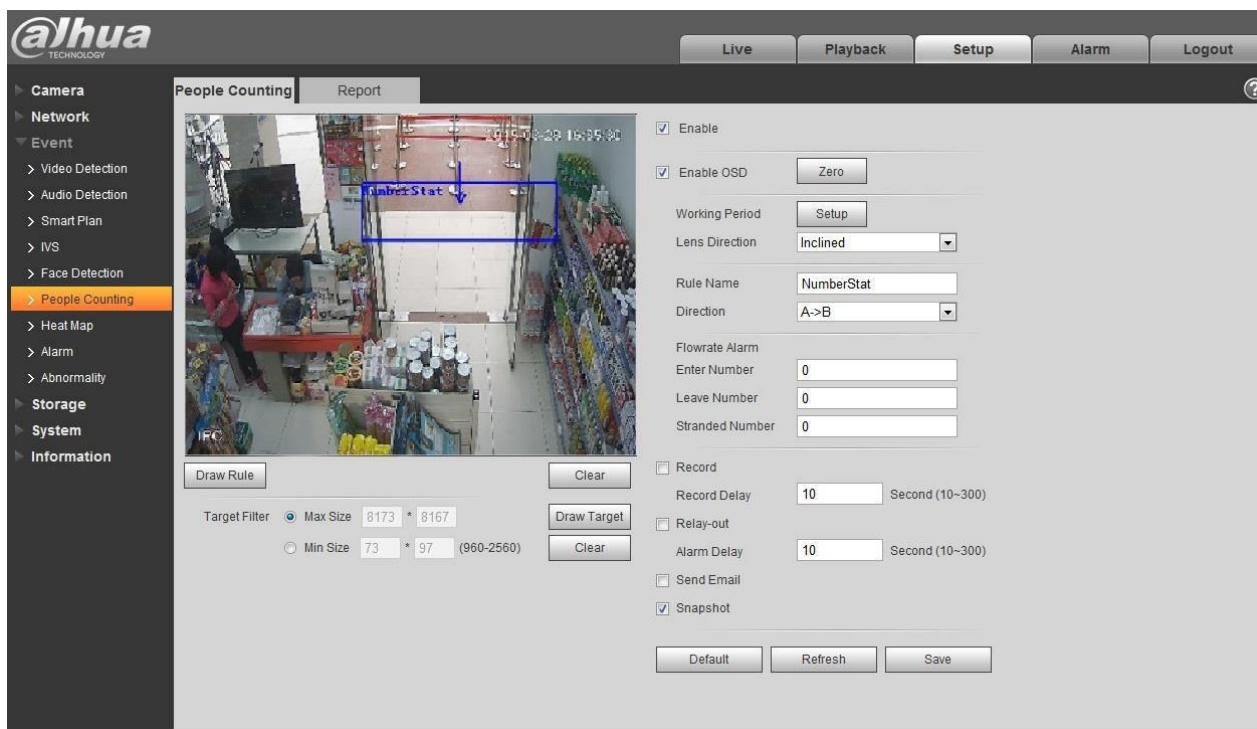 alhua
TECHNOLOGY
Live
Playback
Setup
Alarm
Logout
Camera
Network
Event
Video Detection
Audio Detection
Smart Plan
IVS
Face Detection
People Counting
Heat Map
Alarm
Abnormality
Storage
System
Information
People Counting
Report
?
NumberStat
IPC
Draw Rule
Clear
Target Filter Max Size 8173 * 8167
Draw Target
Min Size 73 * 97 (960-2560)
Clear
Enable
Enable OSD Zero
Working Period Setup
Lens Direction Inclined
Rule Name NumberStat
Direction A->B
Flowrate Alarm
Enter Number 0
Leave Number 0
Stranded Number 0
Record
Record Delay 10 Second (10~300)
Relay-out
Alarm Delay 10 Second (10~300)
Send Email
Snapshot
Default
Refresh
Save